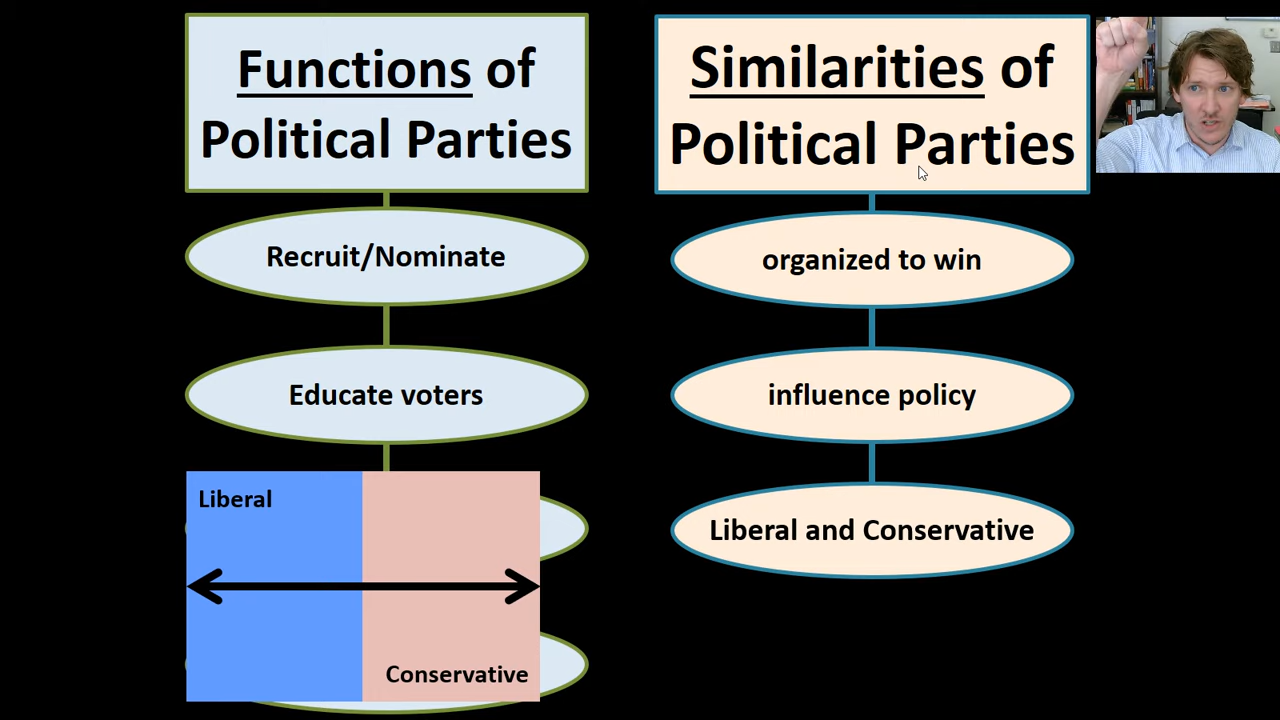 Functions of
Political Parties
Recruit/Nominate
Educate voters
Liberal
Conservative
Similarities of
Political Parties
organized to win
influence policy
Liberal and Conservative